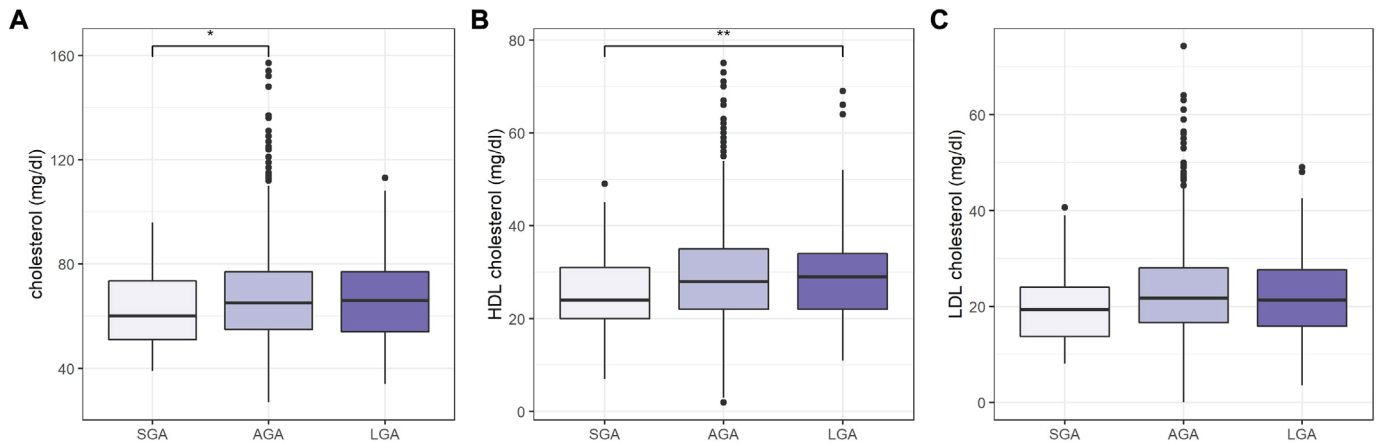 A
cholesterol (mg/dl)
160
120
80
40
*
SGA AGA LGA
B
HDL cholesterol (mg/dl)
80
60
40
20
0
**
SGA AGA LGA
C
LDL cholesterol (mg/dl)
60
40
20
0
SGA AGA LGA